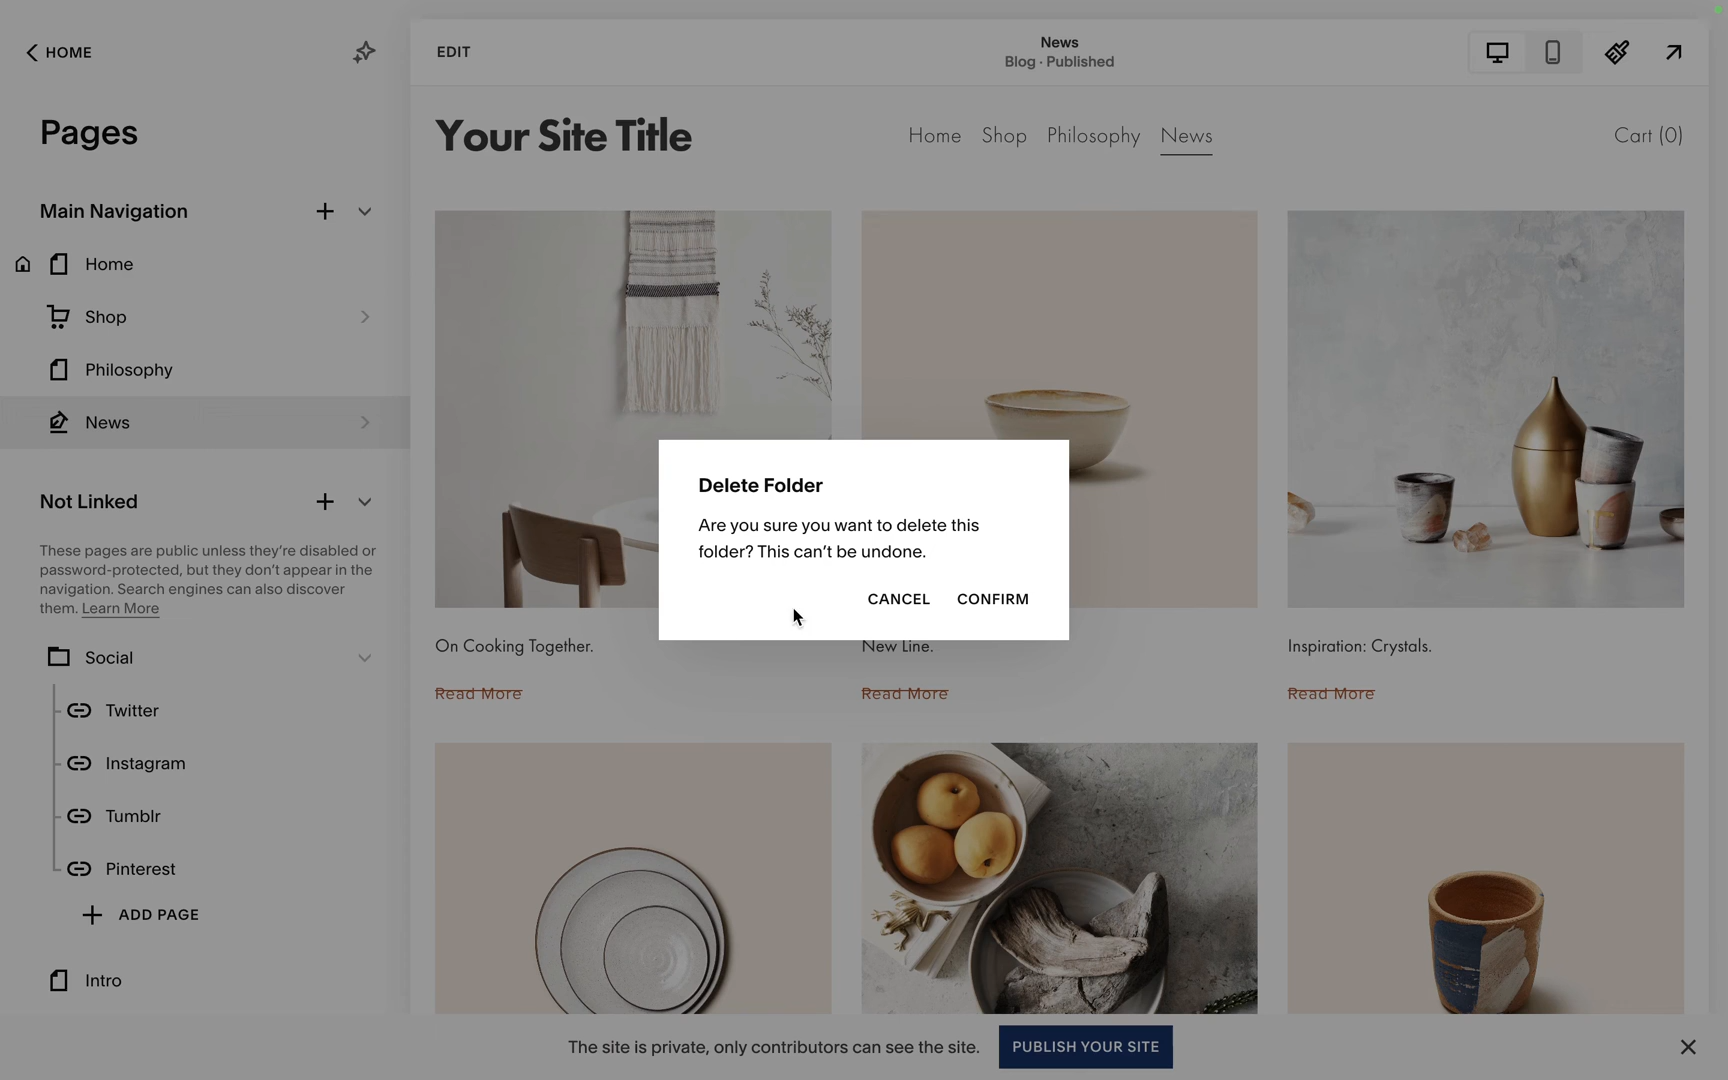 HOME
Pages
Main Navigation
Home
Shop
Philosophy
News
Not Linked
These pages are public unless they're disabled or
password-protected, but they don't appear in the
navigation. Search engines can also discover
them. Learn More
Social
Twitter
Instagram
Tumblr
Pinterest
ADD PAGE
Intro
EDIT
News
Blog · Published
Your Site Title
Home Shop Philosophy News
Cart (0)
Delete Folder
Are you sure you want to delete this
folder? This can't be undone.
CANCEL CONFIRM
On Cooking Together.
New Line.
Inspiration: Crystals.
Read More
Read More
Read More
The site is private, only contributors can see the site.
PUBLISH YOUR SITE